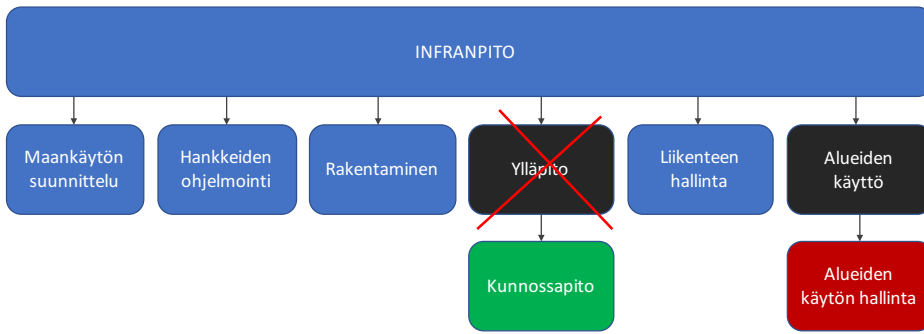 INFRANPITO
Maankäytön
suunnittelu
Hankkeiden
ohjelmointi
Rakentaminen
Ylläpito
Liikenteen
hallinta
Alueiden
käyttö
Kunnossapito
Alueiden
käytön hallinta